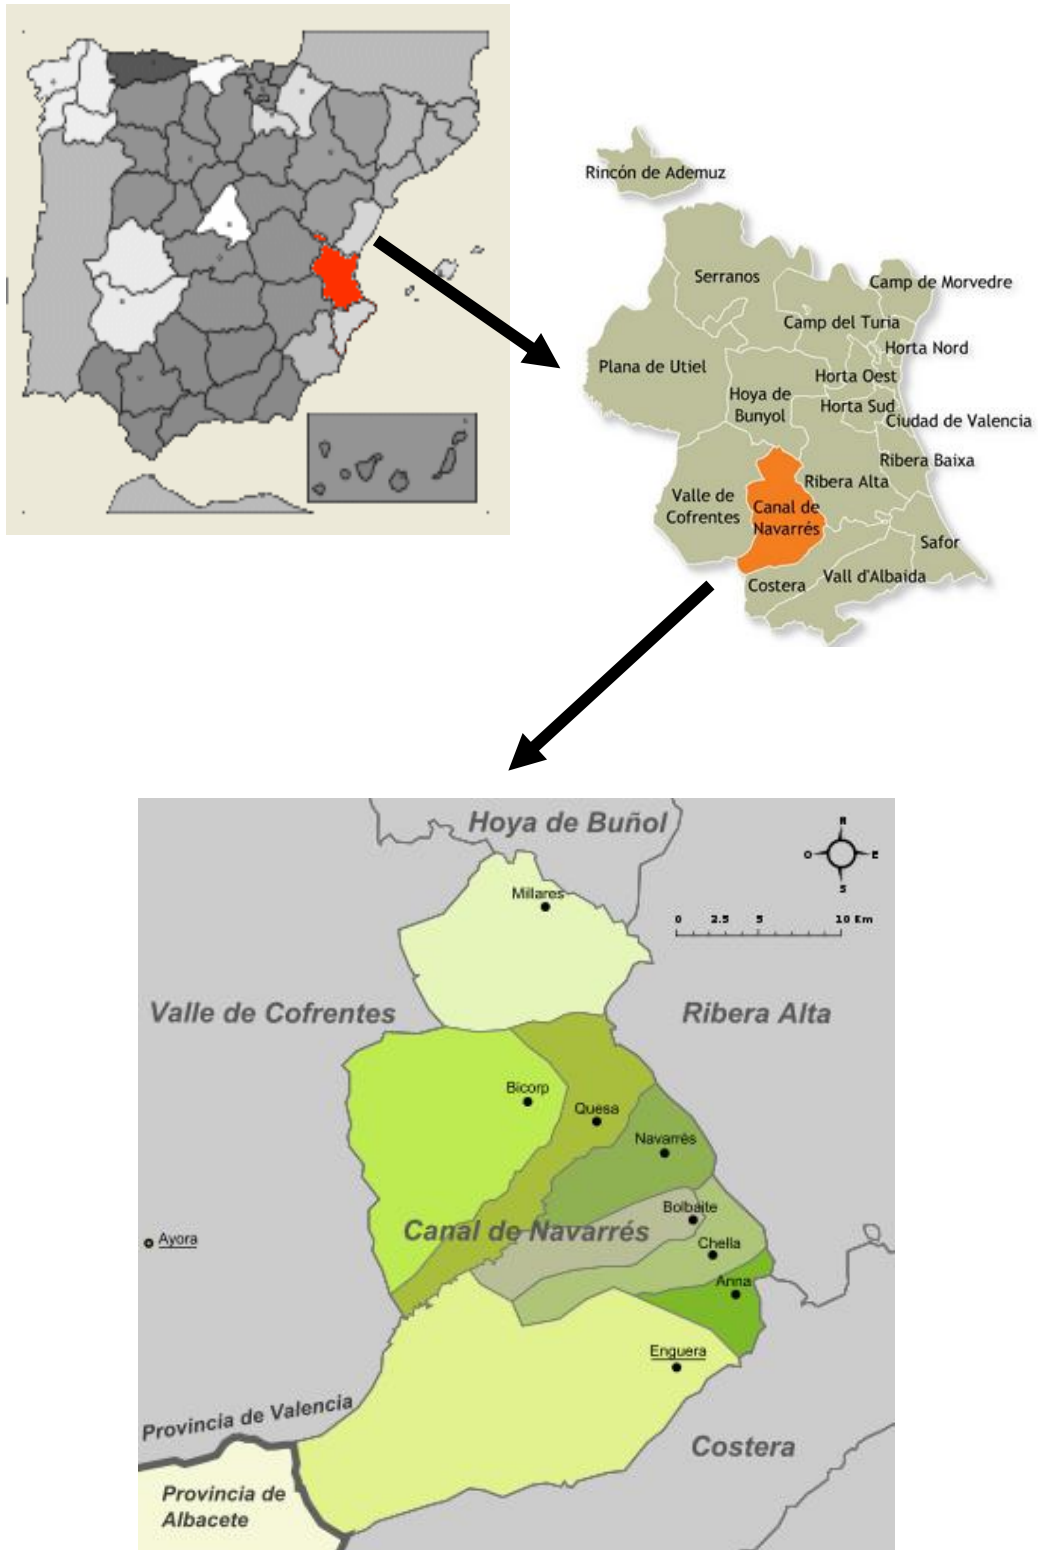 Rincón de Ademuz
Serranos
Camp de Morvedre
Camp del Turia
Horta Nord
Plana de Utiel
Horta Oest
Hoya de
Bunyol
Horta Sud
Ciudad de Valencia
Ribera Baixa
Ribera Alta
Valle de
Cofrentes
Canal de
Navarrés
Safor
Vall d'Albaida
Costera
Hoya de Buñol
N
O
E
S
Millares
0 2.5 5 10 Km
Valle de Cofrentes
Ribera Alta
Bicorp
Quesa
Navarrés
Bolbaite
Canal de Navarrés
Ayora
Chella
Anna
Enguera
Provincia de Valencia
Costera
Provincia de
Albacete